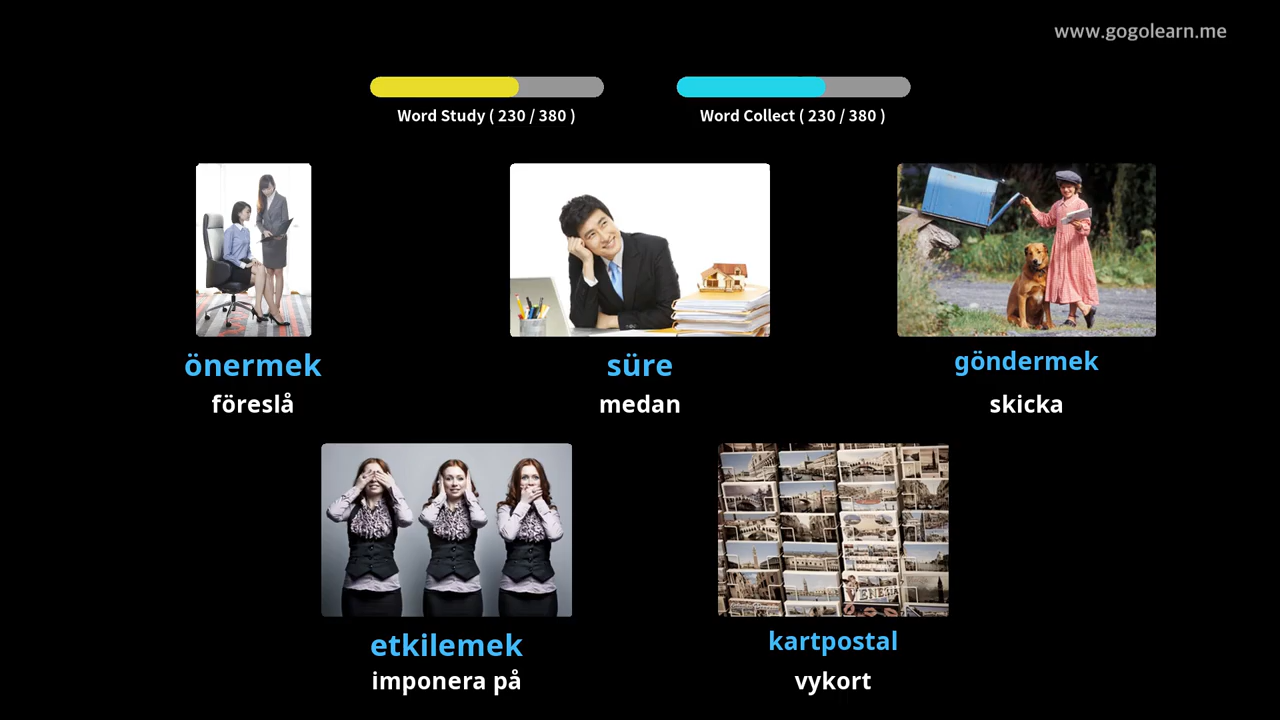 www.gogolearn.me
Word Study ( 230 / 380 )
Word Collect ( 230 / 380 )
önermek
föreslå
süre
medan
göndermek
skicka
etkilemek
imponera på
kartpostal
vykort